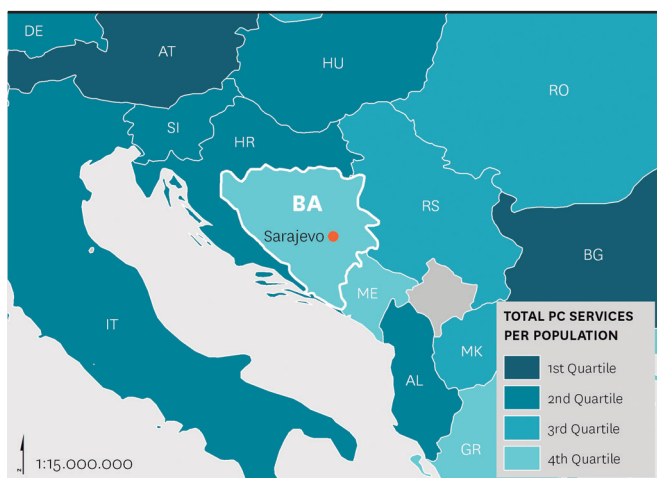 DE
AT
HU
RO
SI
HR
BA
RS
Sarajevo
BG
ME
IT
MK
AL
GR
TOTAL PC SERVICES
PER POPULATION
1st Quartile
2nd Quartile
3rd Quartile
4th Quartile
N
1:15.000.000